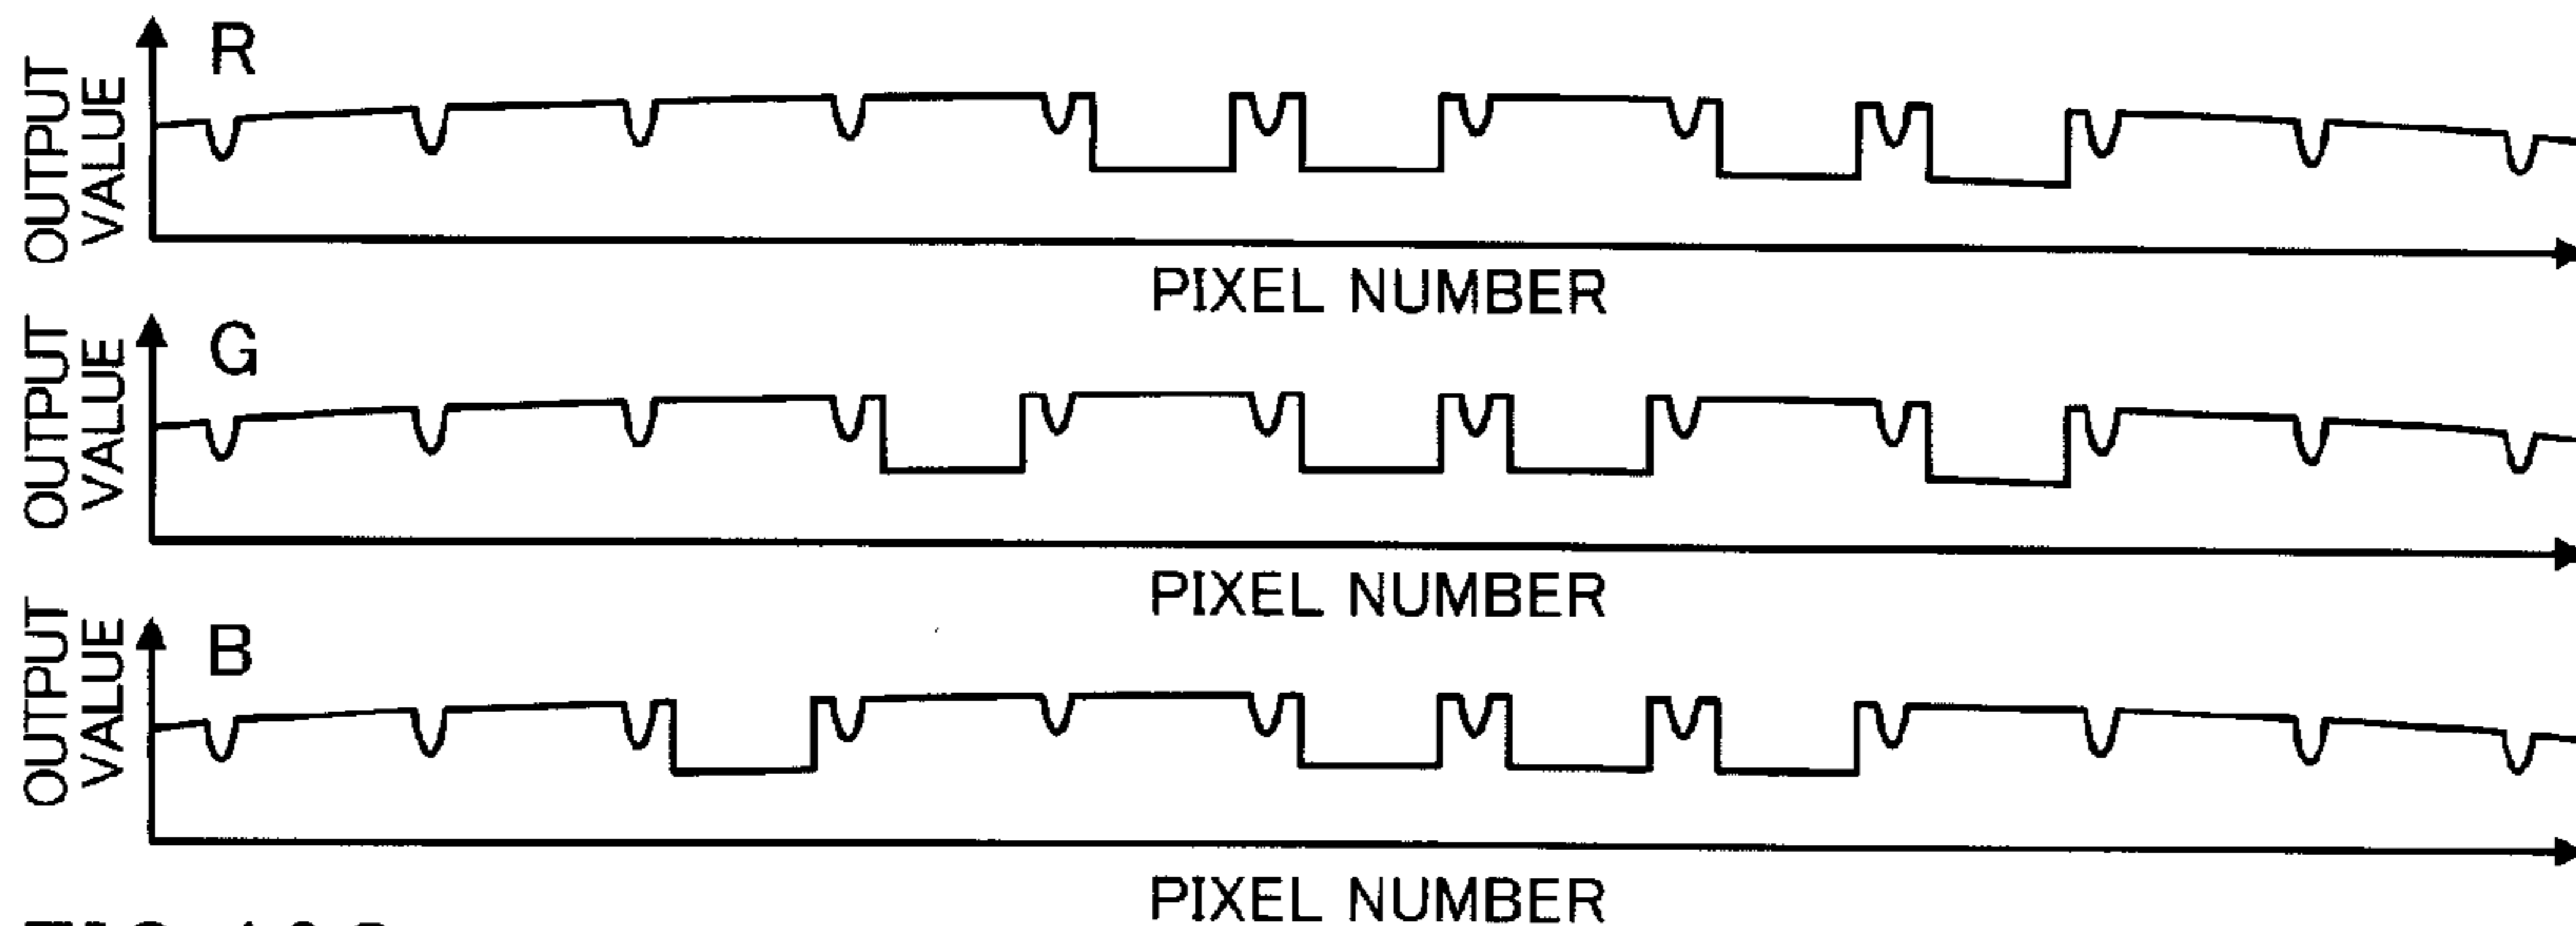 OUTPUT
VALUE
R
PIXEL NUMBER
OUTPUT
VALUE
G
PIXEL NUMBER
OUTPUT
VALUE
B
PIXEL NUMBER